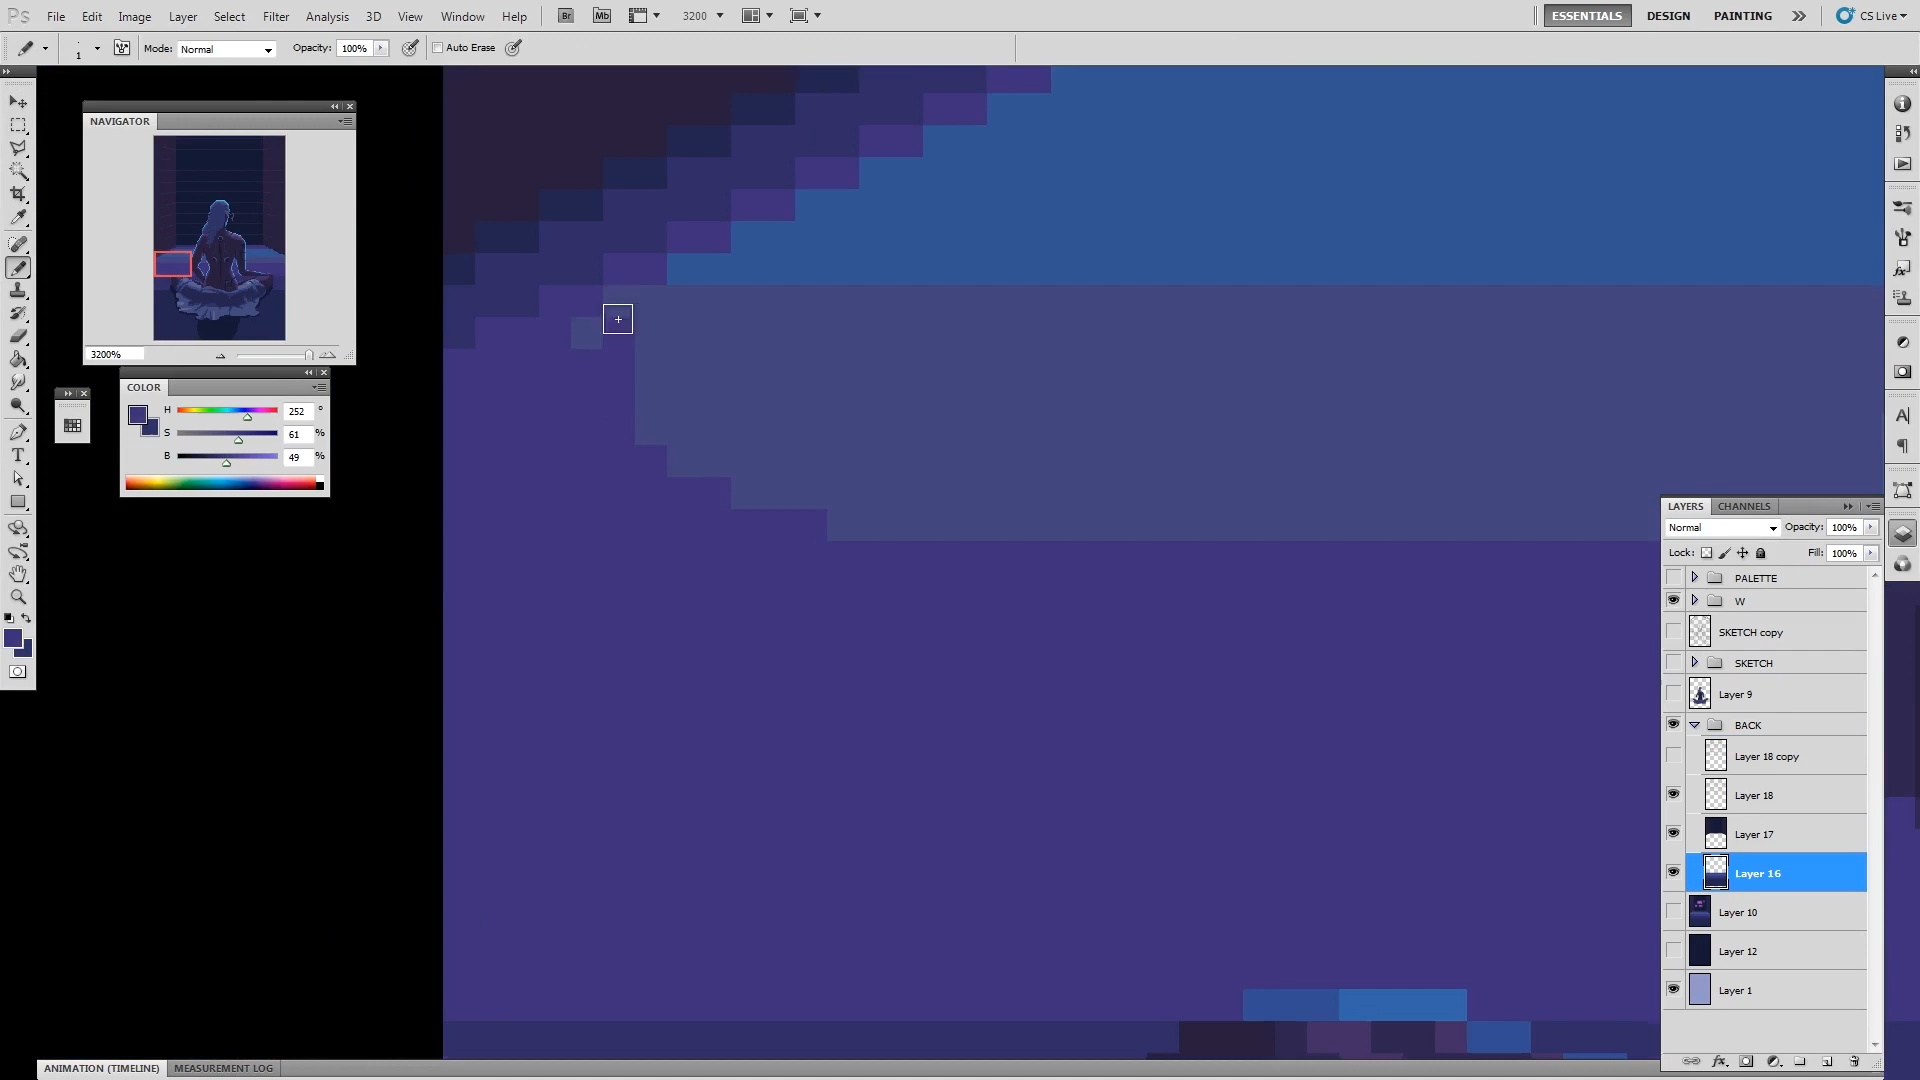 Ps File Edit Image Layer Select Filter Analysis 3D View Window Help Br Mb 3200 ESSENTIALS DESIGN PAINTING CS Live
1 Mode: Normal Opacity: 100% Auto Erase
NAVIGATOR
3200%
COLOR
H 252 °
S 61 %
B 49 %
LAYERS CHANNELS
Normal Opacity: 100%
Lock: Fill: 100%
PALETTE
W
SKETCH copy
SKETCH
Layer 9
BACK
Layer 18 copy
Layer 18
Layer 17
Layer 16
Layer 10
Layer 12
Layer 1
ANIMATION (TIMELINE) MEASUREMENT LOG